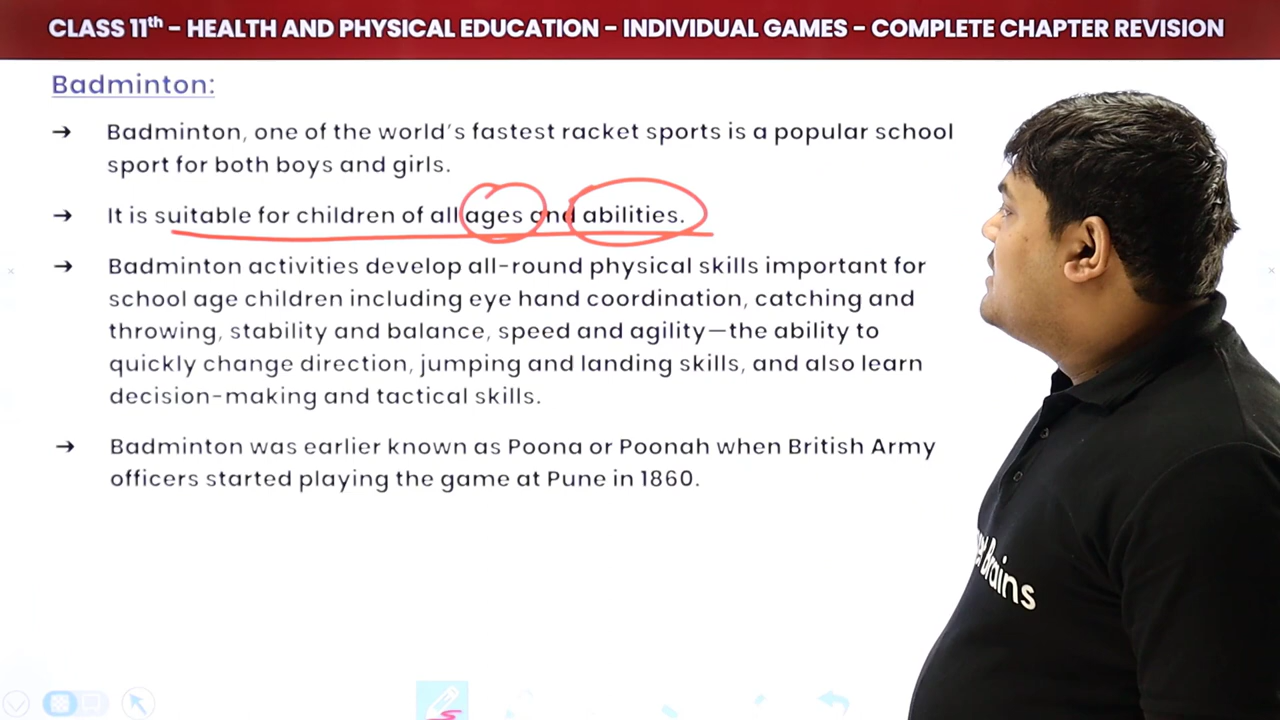 CLASS 11th – HEALTH AND PHYSICAL EDUCATION – INDIVIDUAL GAMES – COMPLETE CHAPTER REVISION
Badminton:
→ Badminton, one of the world's fastest racket sports is a popular school
sport for both boys and girls.
→ It is suitable for children of all ages and abilities.
→ Badminton activities develop all-round physical skills important for
school age children including eye hand coordination, catching and
throwing, stability and balance, speed and agility—the ability to
quickly change direction, jumping and landing skills, and also learn
decision-making and tactical skills.
→ Badminton was earlier known as Poona or Poonah when British Army
officers started playing the game at Pune in 1860.
Brains